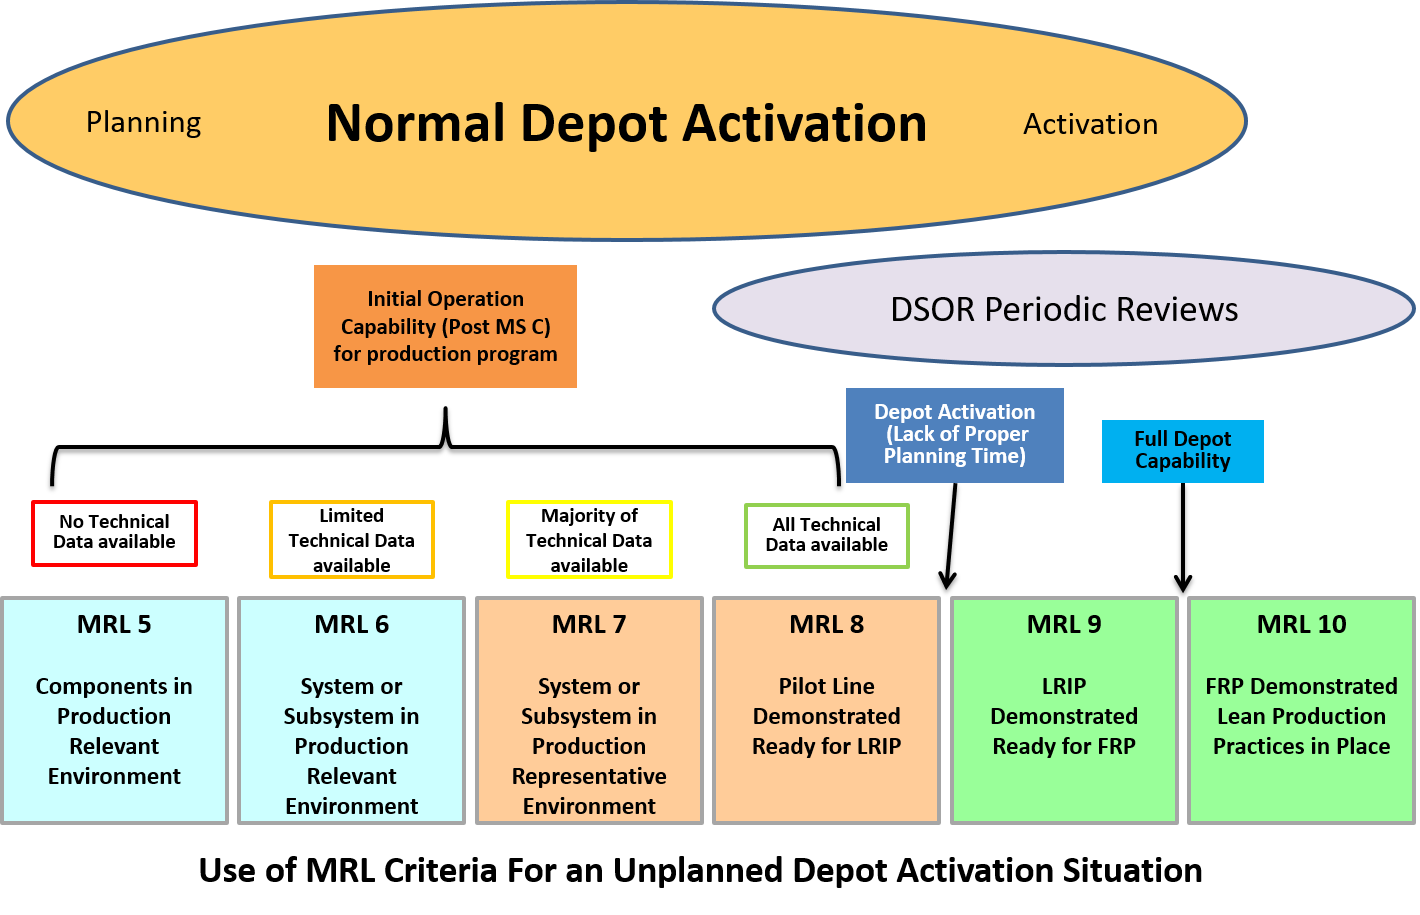 Planning
Normal Depot Activation
Activation
DSOR Periodic Reviews
Initial Operation
Capability (Post MS C)
for production program
Depot Activation
(Lack of Proper
Planning Time)
Full Depot
Capability
No Technical
Data available
Limited
Technical Data
available
Majority of
Technical Data
available
All Technical
Data available
MRL 5
Components in
Production
Relevant
Environment
MRL 6
System or
Subsystem in
Production
Relevant
Environment
MRL 7
System or
Subsystem in
Production
Representative
Environment
MRL 8
Pilot Line
Demonstrated
Ready for LRIP
MRL 9
LRIP
Demonstrated
Ready for FRP
MRL 10
FRP Demonstrated
Lean Production
Practices in Place
Use of MRL Criteria For an Unplanned Depot Activation Situation